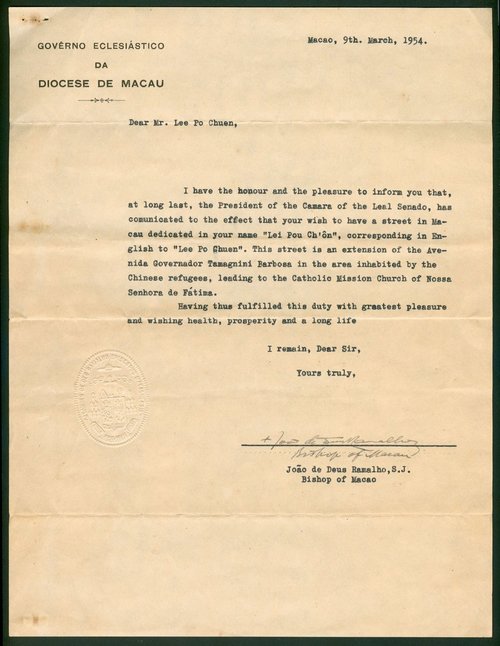 GOVÊRNO ECLESIÁSTICO
DA
DIOCESE DE MACAU
Macao, 9th. March, 1954.
Dear Mr. Lee Po Chuen,
I have the honour and the pleasure to inform you that,
at long last, the President of the Camara of the Leal Senado, has
comunicated to the effect that your wish to have a street in Ma-
cau dedicated in your name "Lei Pou Ch'ôn", corresponding in En-
glish to "Lee Po Chuen". This street is an extension of the Ave-
nida Governador Tamagnini Barbosa in the area inhabited by the
Chinese refugees, leading to the Catholic Mission Church of Nossa
Senhora de Fátima.
Having thus fulfilled this duty with greatest pleasure
and wishing health, prosperity and a long life
I remain, Dear Sir,
Yours truly,
+ João de Deus Ramalho
Bishop of Macau
João de Deus Ramalho,S.J.
Bishop of Macao